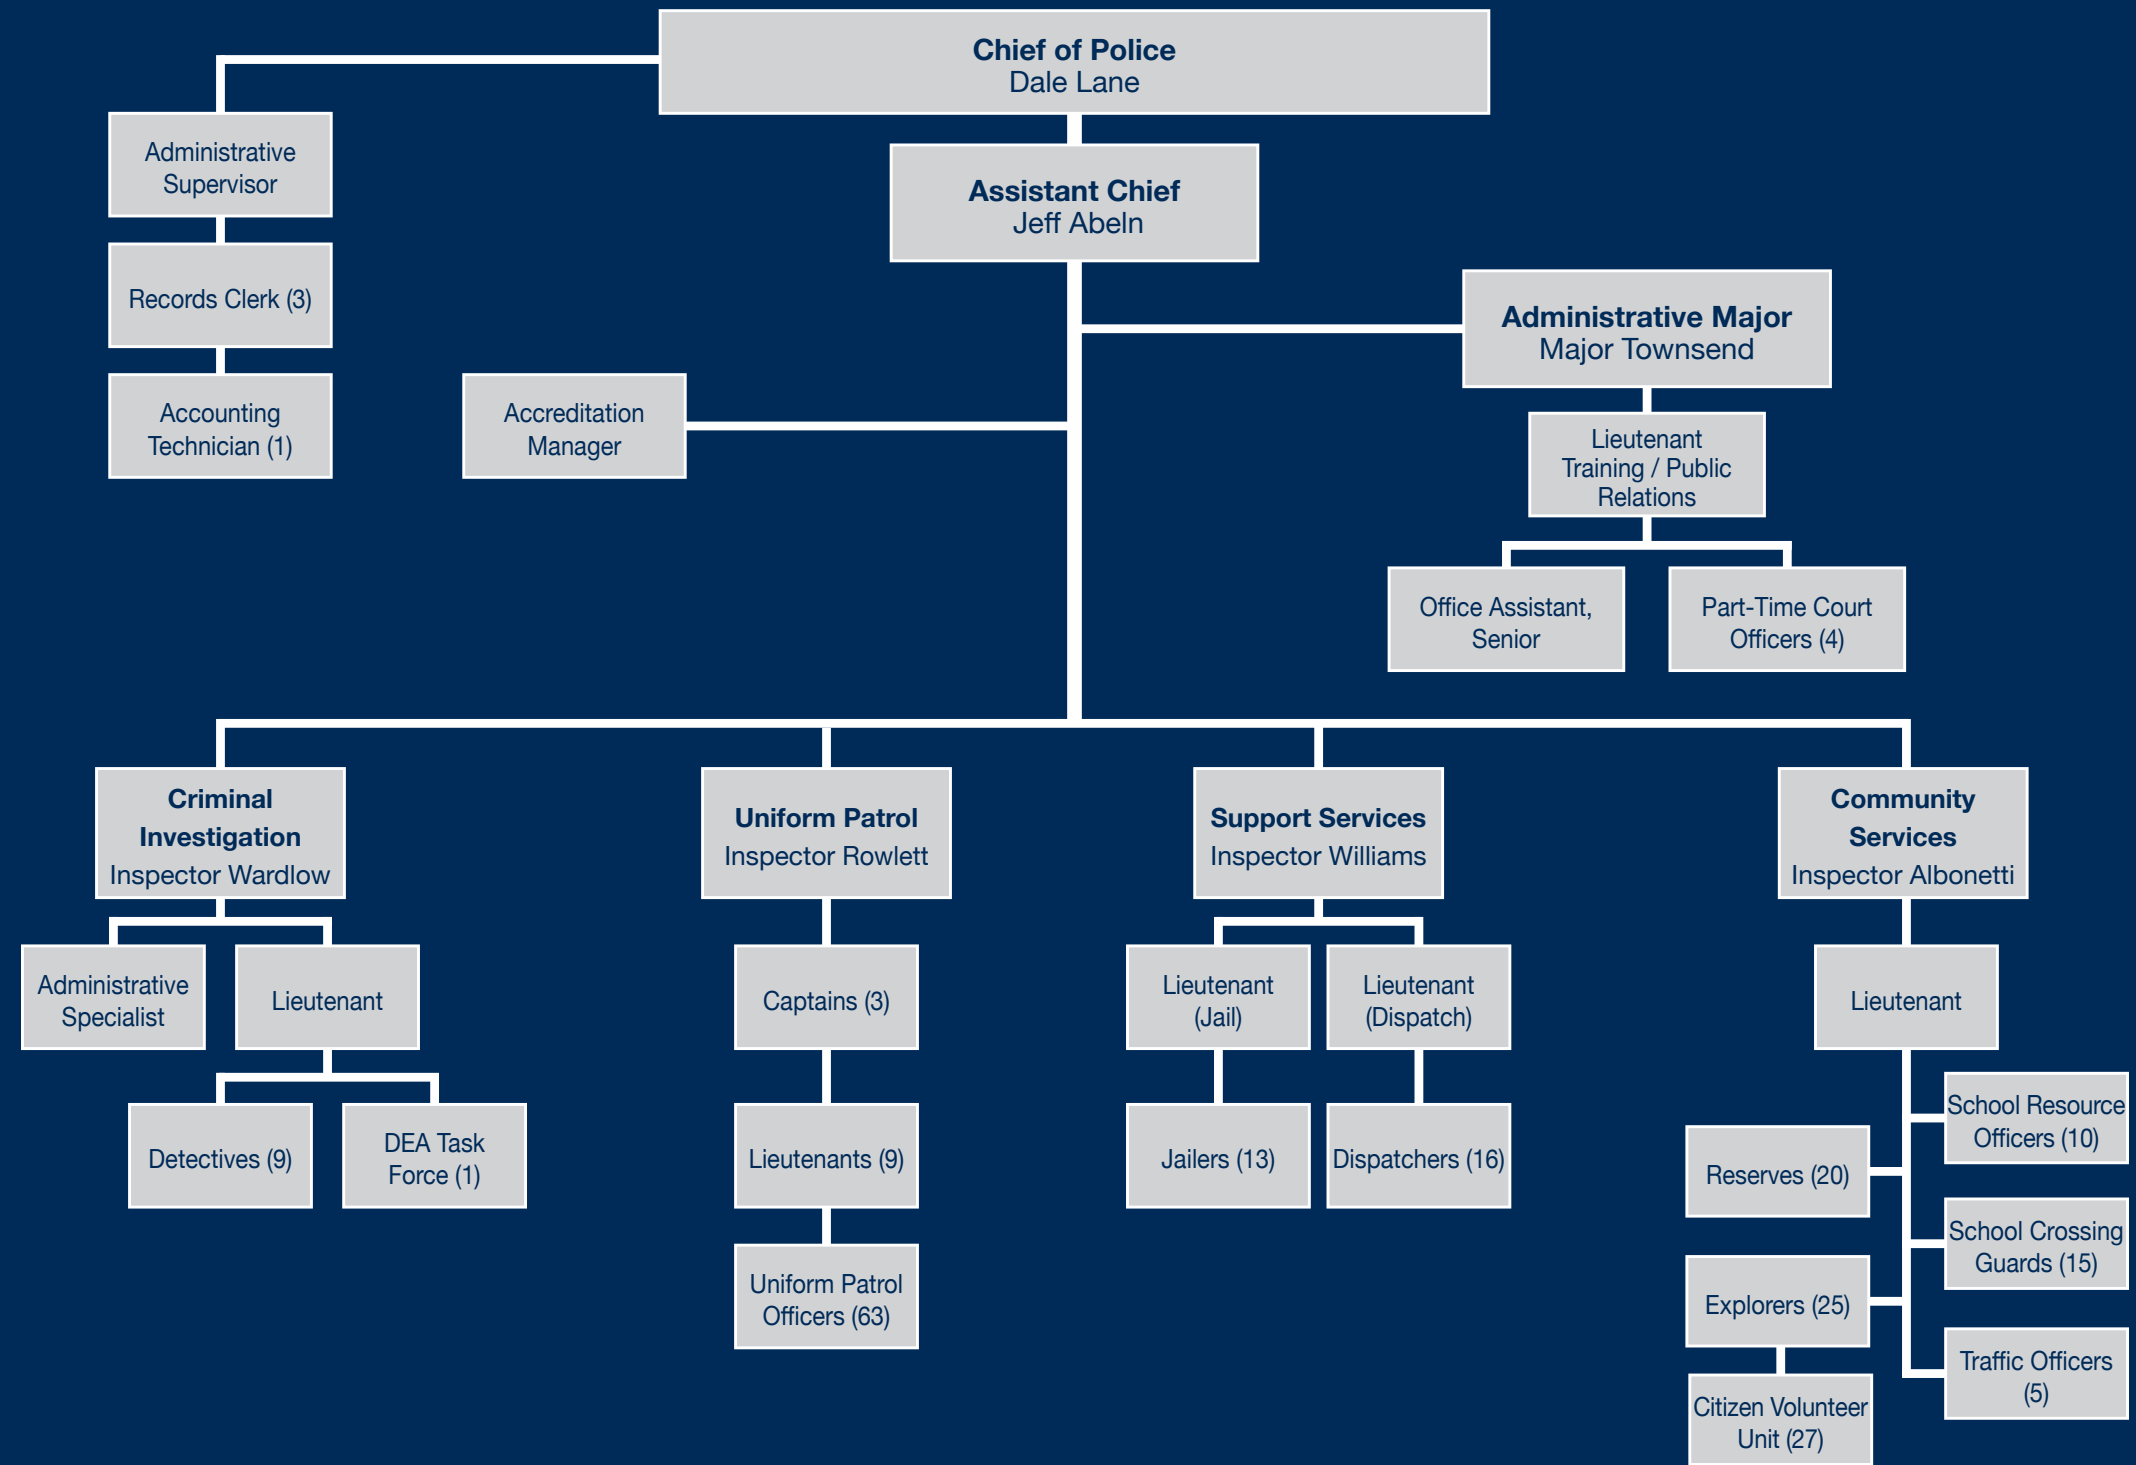 Chief of Police
Dale Lane
Administrative
Supervisor
Assistant Chief
Jeff Abeln
Records Clerk (3)
Administrative Major
Major Townsend
Accounting
Technician (1)
Accreditation
Manager
Lieutenant
Training / Public
Relations
Office Assistant,
Senior
Part-Time Court
Officers (4)
Criminal
Investigation
Inspector Wardlow
Uniform Patrol
Inspector Rowlett
Support Services
Inspector Williams
Community
Services
Inspector Albonetti
Administrative
Specialist
Lieutenant
Captains (3)
Lieutenant
(Jail)
Lieutenant
(Dispatch)
Lieutenant
Detectives (9)
DEA Task
Force (1)
Lieutenants (9)
Jailers (13)
Dispatchers (16)
School Resource
Officers (10)
Reserves (20)
School Crossing
Guards (15)
Uniform Patrol
Officers (63)
Explorers (25)
Traffic Officers
(5)
Citizen Volunteer
Unit (27)